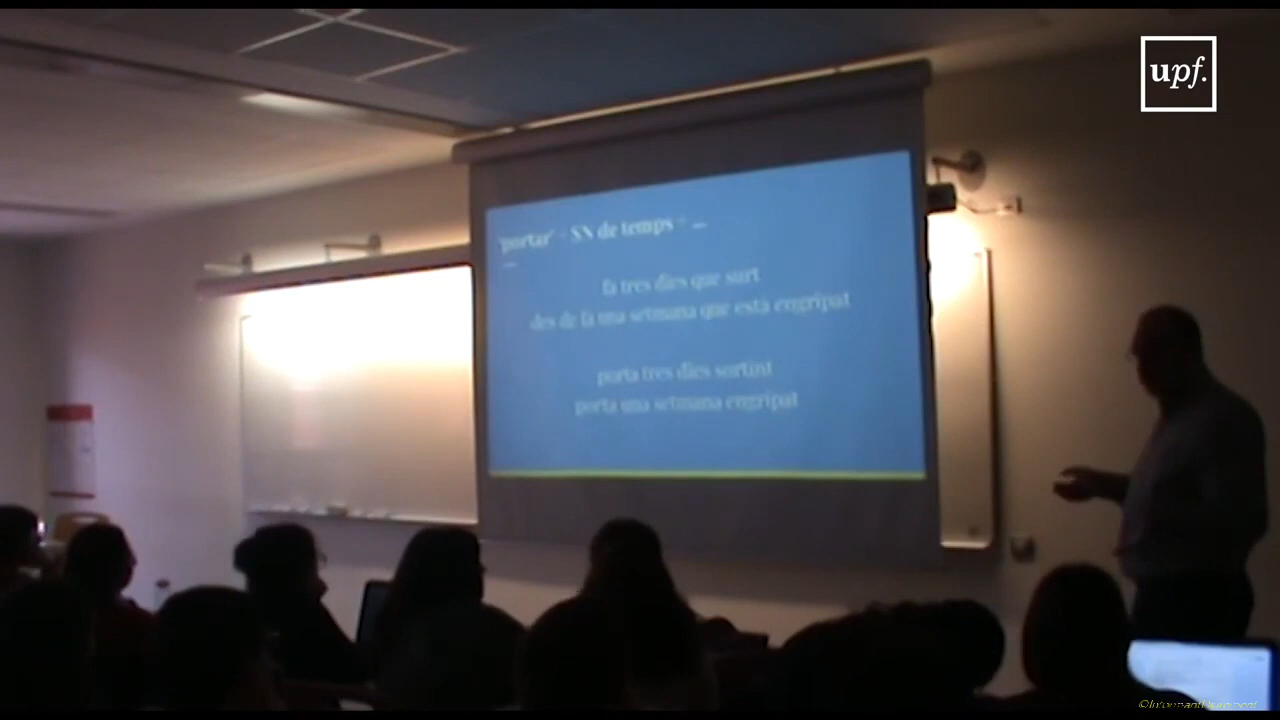 upf.
'portar' + SN de temps + ...
...
fa tres dies que surt
des de fa una setmana que està engripat
porta tres dies sortint
porta una setmana engripat